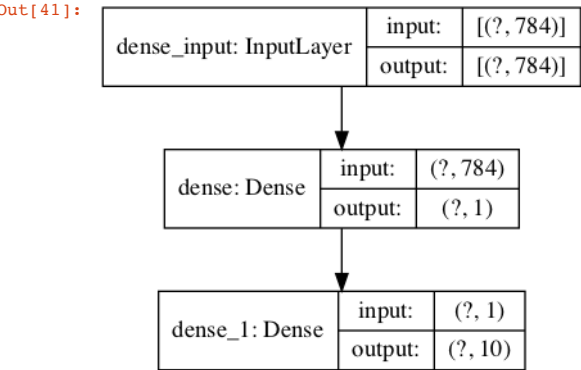 Out[41]:
dense_input: InputLayer
input: [(?, 784)]
output: [(?, 784)]
dense: Dense
input: (?, 784)
output: (?, 1)
dense_1: Dense
input: (?, 1)
output: (?, 10)